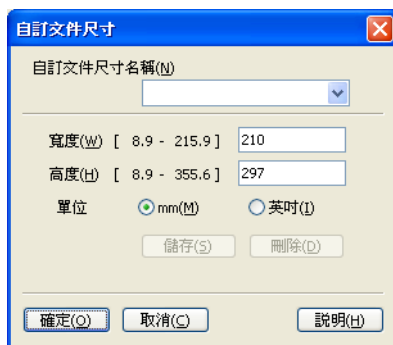 自訂文件尺寸
自訂文件尺寸名稱(N)
寬度(W) [ 8.9 - 215.9 ] 210
高度(H) [ 8.9 - 355.6 ] 297
單位 mm(M) 英吋(I)
儲存(S) 刪除(D)
確定(O) 取消(C) 説明(H)